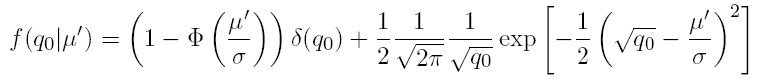 $f(q_0|\mu') = \left(1 - \Phi\left(\frac{\mu'}{\sigma}\right)\right)\delta(q_0) + \frac{1}{2}\frac{1}{\sqrt{2\pi}}\frac{1}{\sqrt{q_0}}\exp\left[-\frac{1}{2}\left(\sqrt{q_0} - \frac{\mu'}{\sigma}\right)^2\right]$